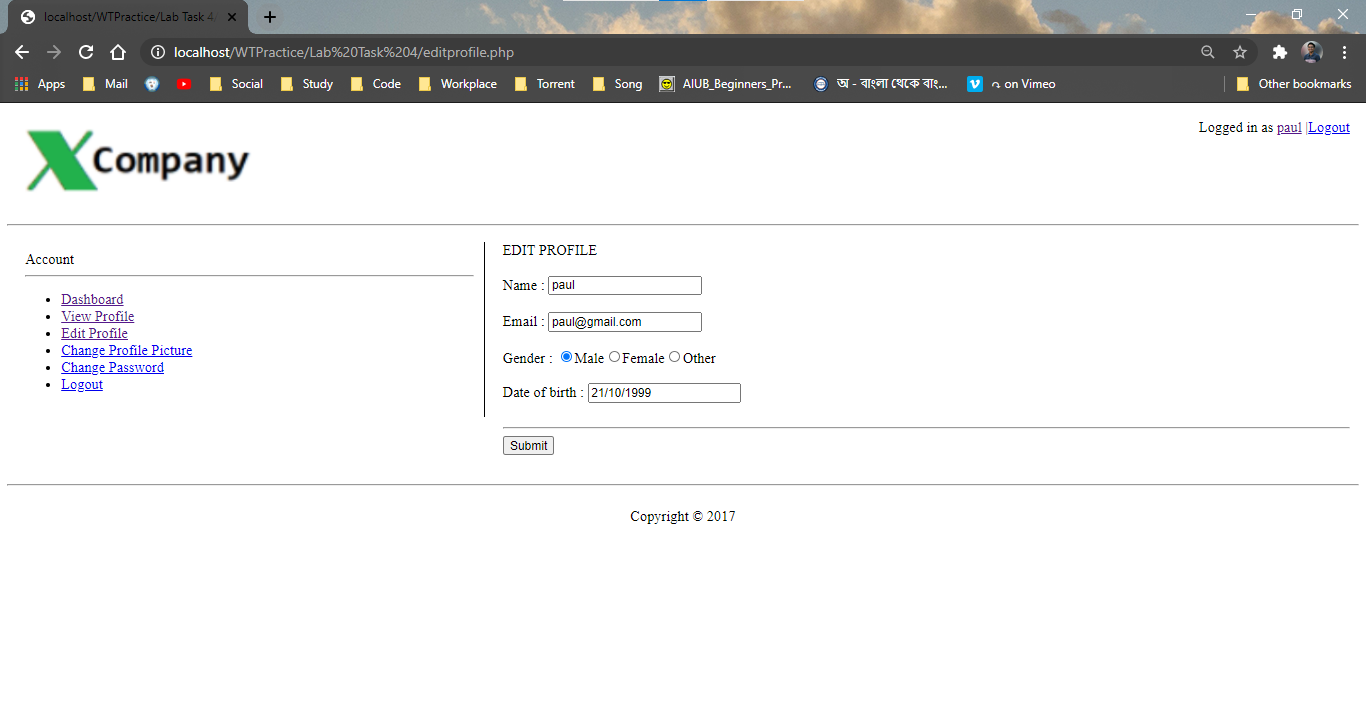 localhost/WTPractice/Lab Task 4
localhost/WTPractice/Lab%20Task%204/editprofile.php
Apps Mail Social Study Code Workplace Torrent Song AIUB_Beginners_Pr... অ - বাংলা থেকে বাং... on Vimeo Other bookmarks
X Company
Logged in as paul |Logout
Account
Dashboard
View Profile
Edit Profile
Change Profile Picture
Change Password
Logout
EDIT PROFILE
Name : paul
Email : paul@gmail.com
Gender : Male Female Other
Date of birth : 21/10/1999
Submit
Copyright © 2017